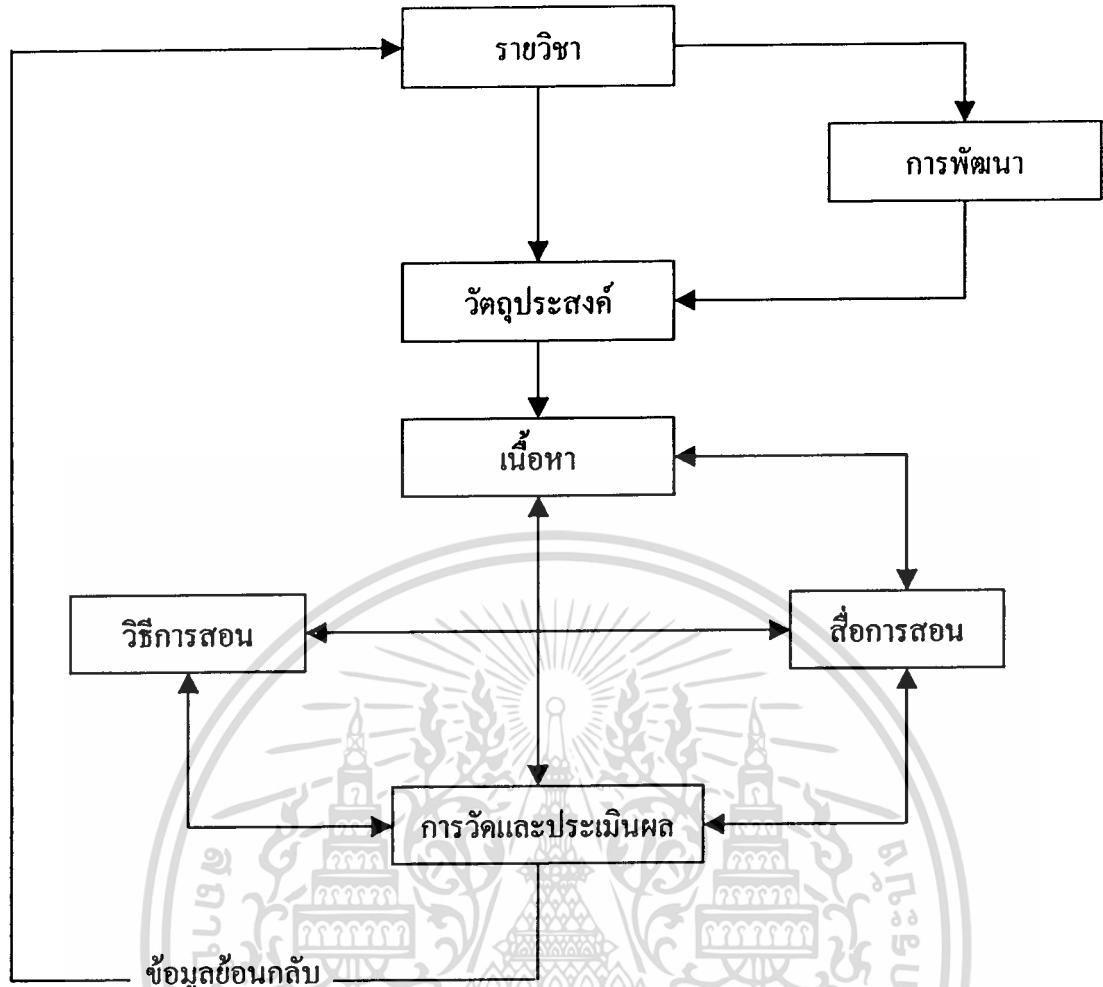 รายวิชา
การพัฒนา
วัตถุประสงค์
เนื้อหา
วิธีการสอน
สื่อการสอน
การวัดและประเมินผล
ข้อมูลย้อนกลับ